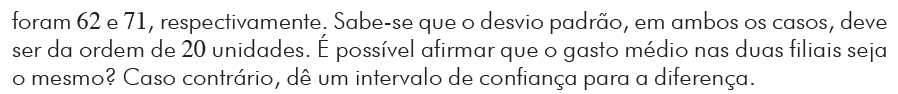 foram 62 e 71, respectivamente. Sabe-se que o desvio padrão, em ambos os casos, deve
ser da ordem de 20 unidades. É possível afirmar que o gasto médio nas duas filiais seja
o mesmo? Caso contrário, dê um intervalo de confiança para a diferença.